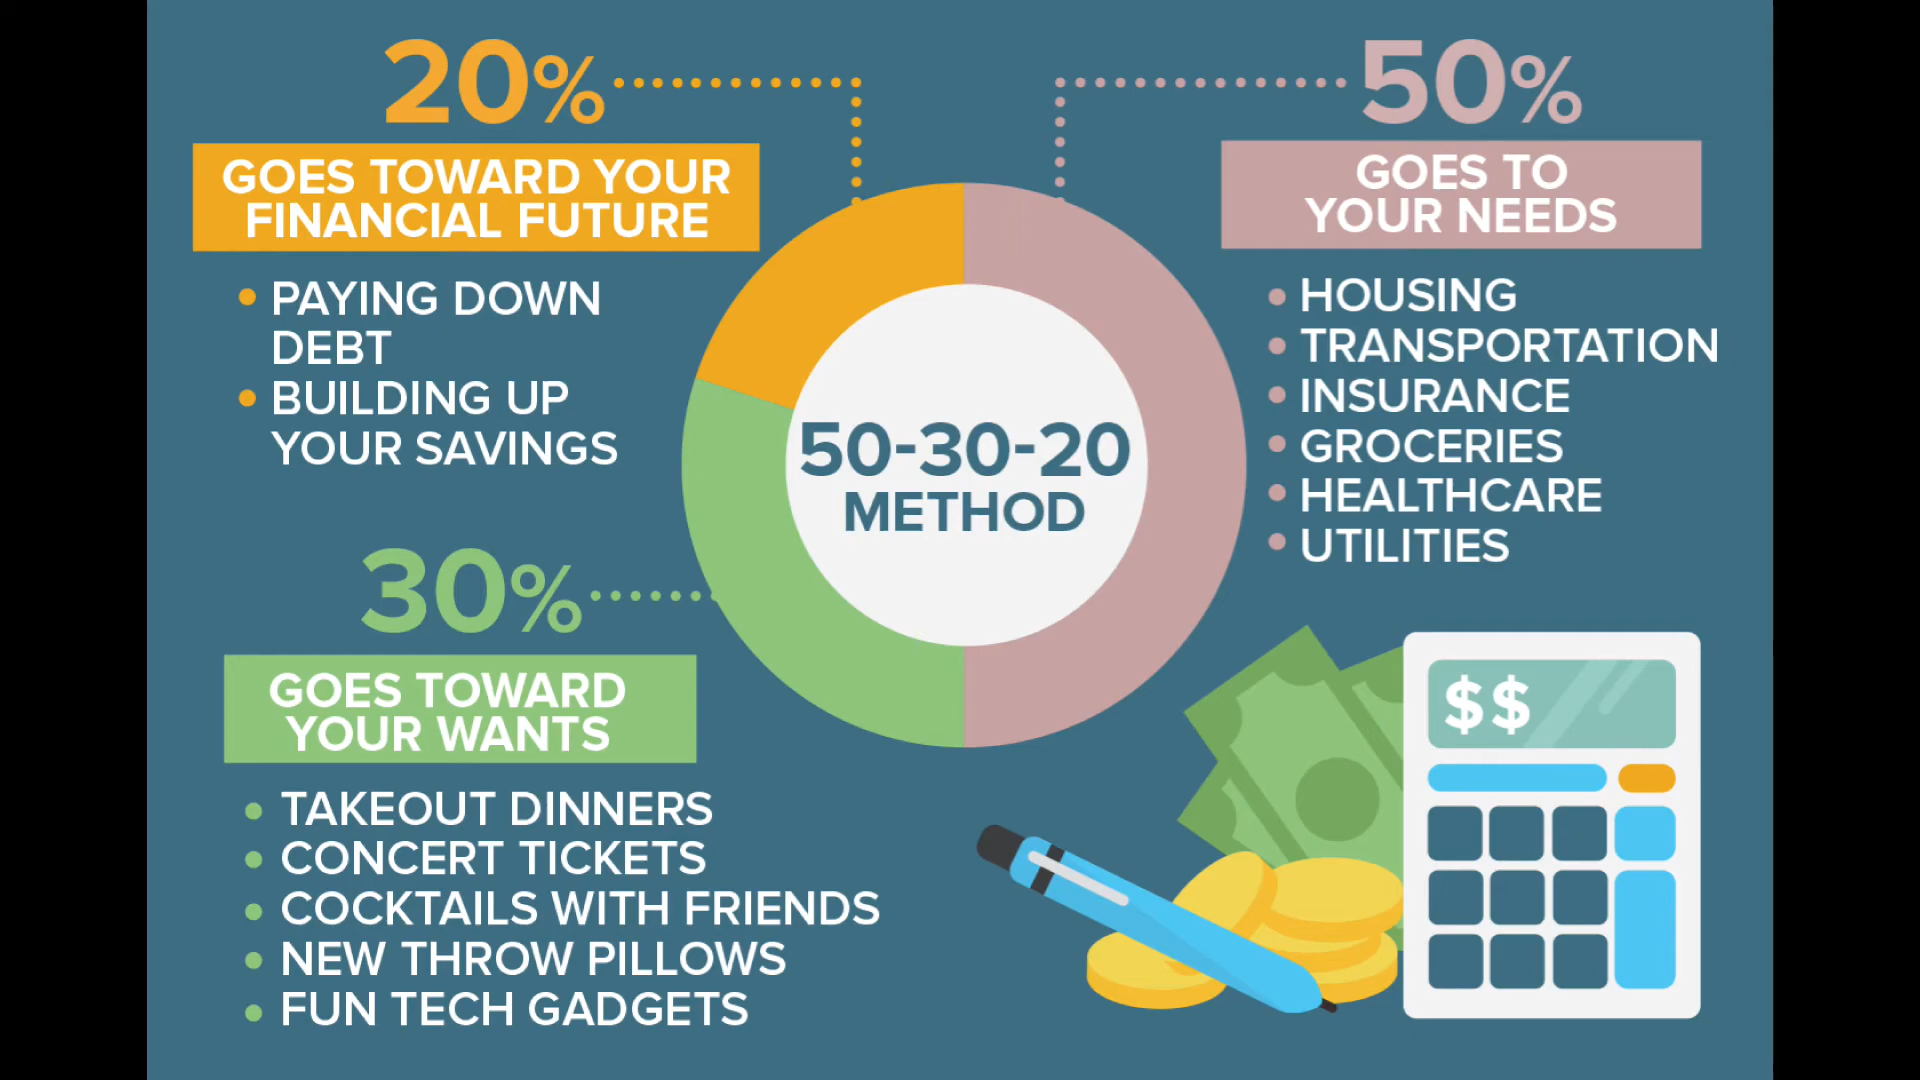 20%
GOES TOWARD YOUR
FINANCIAL FUTURE
PAYING DOWN
DEBT
BUILDING UP
YOUR SAVINGS
50%
GOES TO
YOUR NEEDS
HOUSING
TRANSPORTATION
INSURANCE
GROCERIES
HEALTHCARE
UTILITIES
50-30-20
METHOD
30%
GOES TOWARD
YOUR WANTS
TAKEOUT DINNERS
CONCERT TICKETS
COCKTAILS WITH FRIENDS
NEW THROW PILLOWS
FUN TECH GADGETS
$$